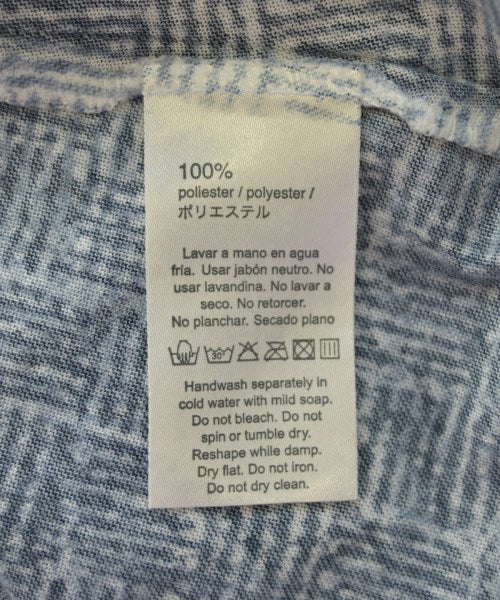 100%
poliester / polyester /
ポリエステル
Lavar a mano en agua
fría. Usar jabón neutro. No
usar lavandina. No lavar a
seco. No retorcer.
No planchar. Secado plano
30°
Handwash separately in
cold water with mild soap.
Do not bleach. Do not
spin or tumble dry.
Reshape while damp.
Dry flat. Do not iron.
Do not dry clean.